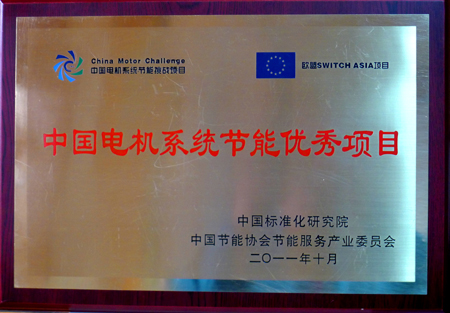 China Motor Challenge
中国电机系统节能挑战项目
欧盟SWITCH ASIA项目
中国电机系统节能优秀项目
中国标准化研究院
中国节能协会节能服务产业委员会
二〇一一年十月